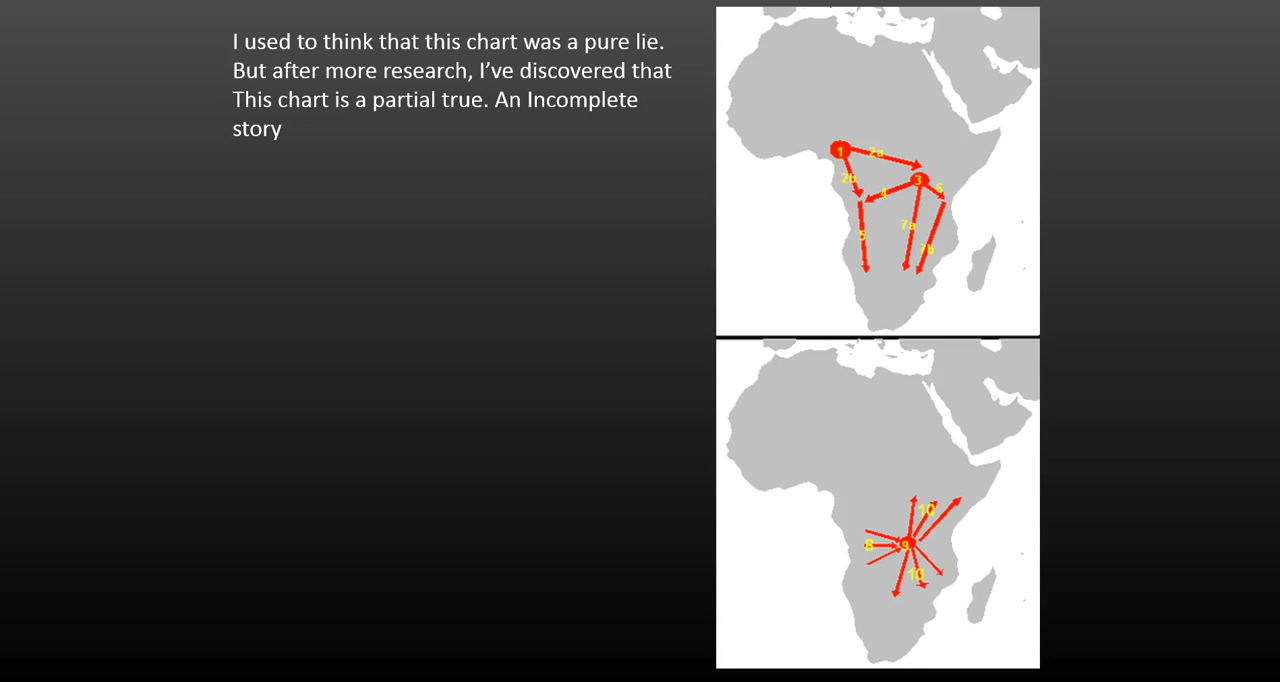 I used to think that this chart was a pure lie.
But after more research, I've discovered that
This chart is a partial true. An Incomplete
story
1
2a
2b
3
4
6
5
7a
7b
10
8
9
10